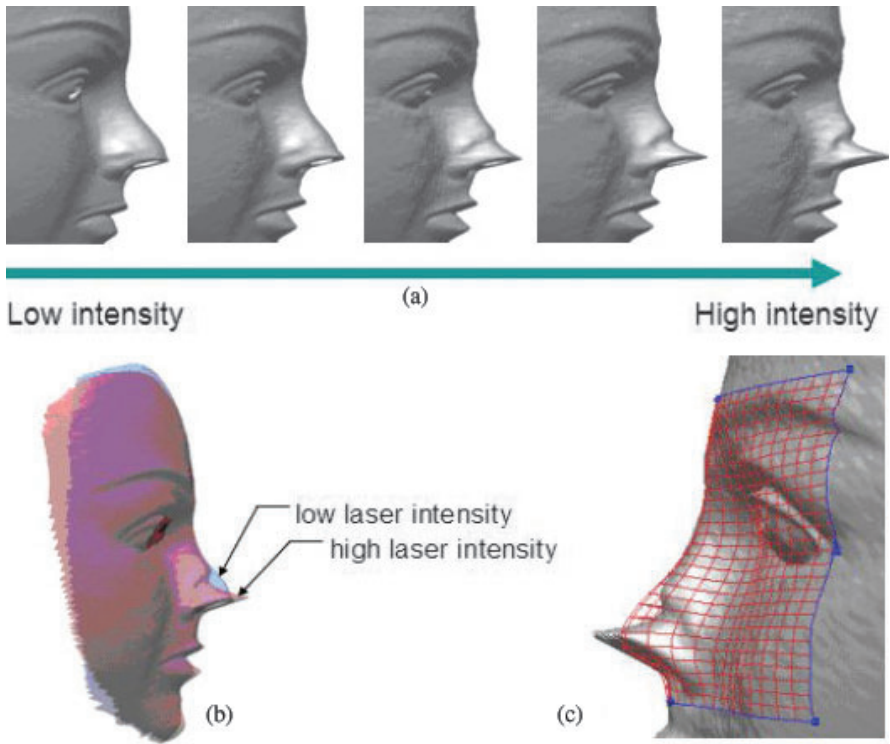 (a)
Low intensity
High intensity
low laser intensity
high laser intensity
(b)
(c)